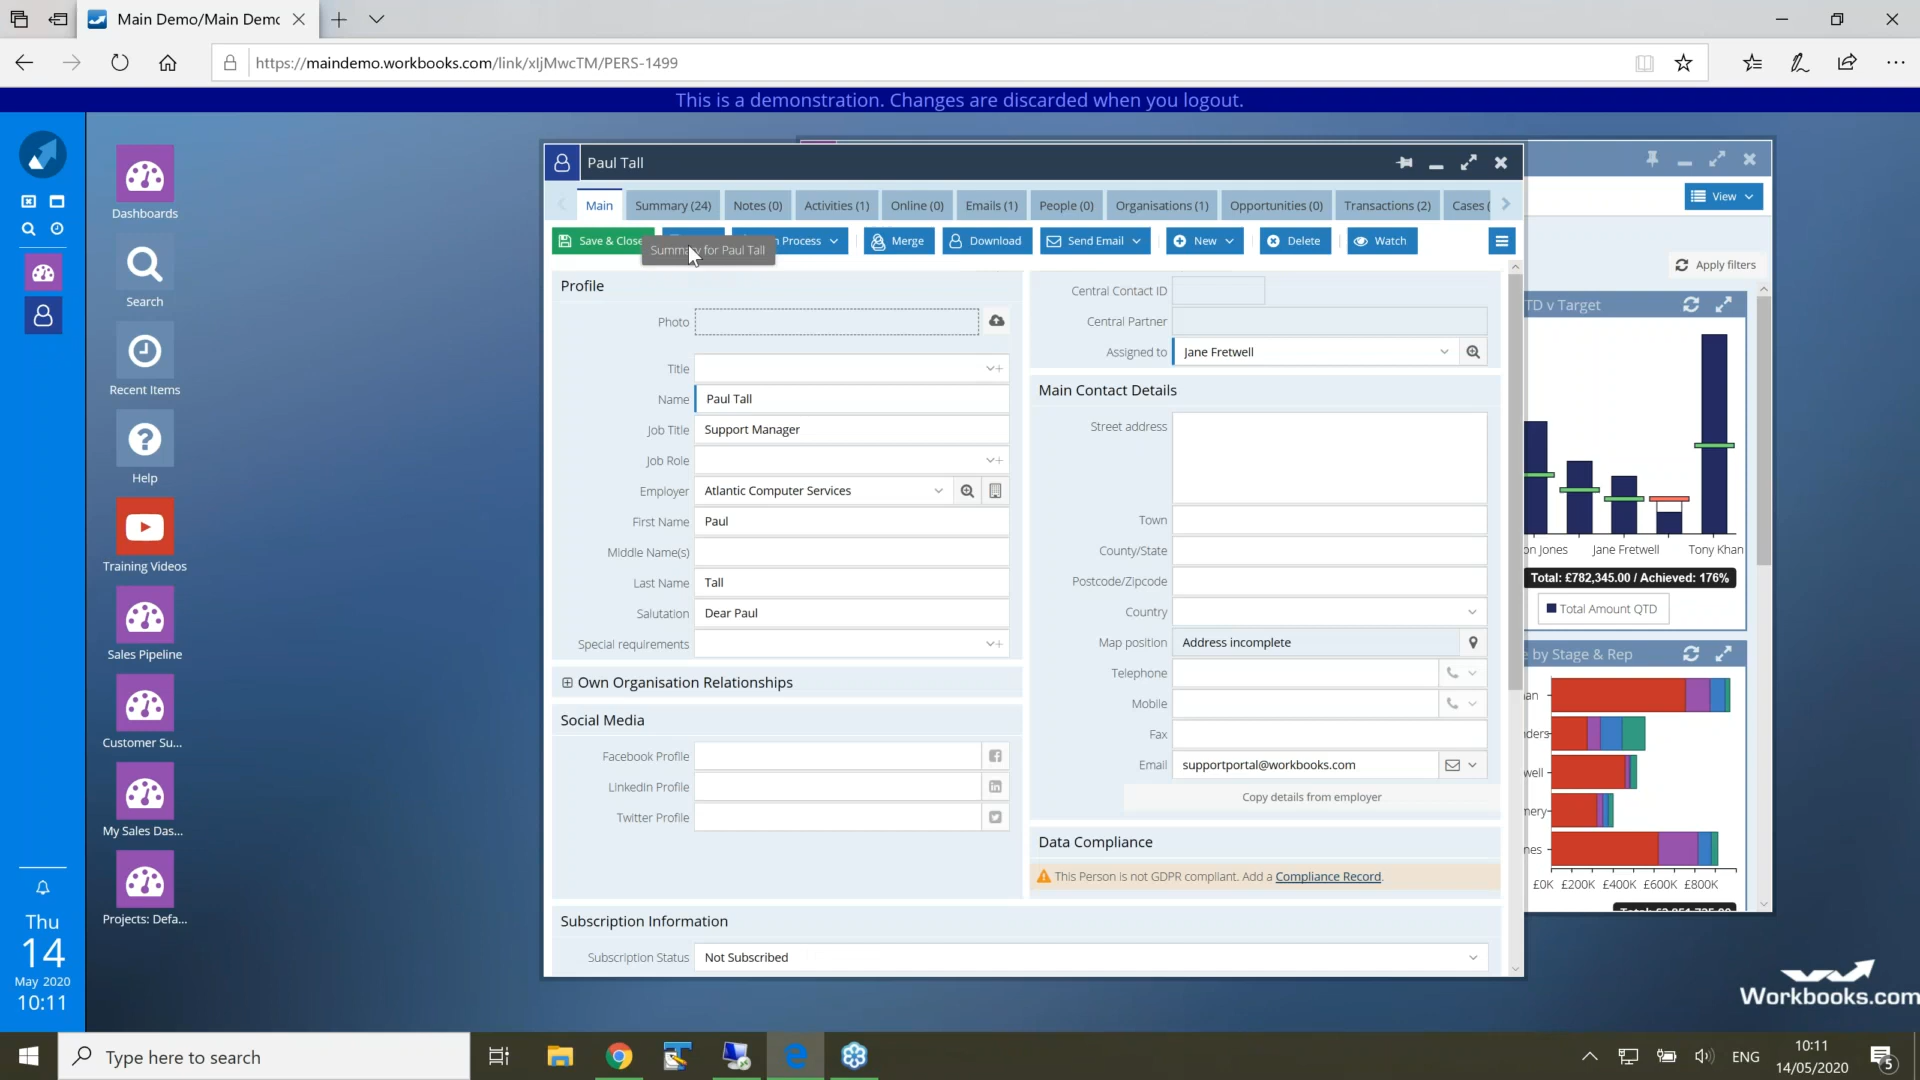 Main Demo/Main Demo
https://maindemo.workbooks.com/link/xljMwcTM/PERS-1499
This is a demonstration. Changes are discarded when you logout.
Dashboards
Search
Recent Items
Help
Training Videos
Sales Pipeline
Customer Su...
My Sales Das...
Projects: Defa...
Thu
14
May 2020
10:11
Paul Tall
Main
Summary (24)
Notes (0)
Activities (1)
Online (0)
Emails (1)
People (0)
Organisations (1)
Opportunities (0)
Transactions (2)
Cases (
Save & Close
Process
Merge
Download
Send Email
New
Delete
Watch
Summary for Paul Tall
Profile
Photo
Title
Name Paul Tall
Job Title Support Manager
Job Role
Employer Atlantic Computer Services
First Name Paul
Middle Name(s)
Last Name Tall
Salutation Dear Paul
Special requirements
Own Organisation Relationships
Social Media
Facebook Profile
LinkedIn Profile
Twitter Profile
Central Contact ID
Central Partner
Assigned to Jane Fretwell
Main Contact Details
Street address
Town
County/State
Postcode/Zipcode
Country
Map position Address incomplete
Telephone
Mobile
Fax
Email supportportal@workbooks.com
Copy details from employer
Data Compliance
This Person is not GDPR compliant. Add a Compliance Record.
Subscription Information
Subscription Status Not Subscribed
View
Apply filters
TD v Target
on Jones Jane Fretwell Tony Khan
Total: £782,345.00 / Achieved: 176%
Total Amount QTD
e by Stage & Rep
an
ders
well
mery
nes
£0K £200K £400K £600K £800K
Workbooks.com
Type here to search
ENG
10:11
14/05/2020
5